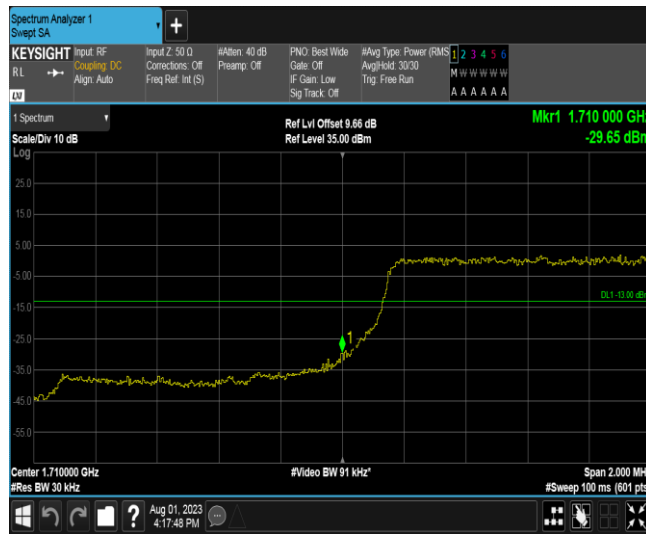 Spectrum Analyzer 1
Swept SA
+
KEYSIGHT
RL
LXI
Input: RF
Coupling: DC
Align: Auto
Input Z: 50 Ω
Corrections: Off
Freq Ref: Int (S)
#Atten: 40 dB
Preamp: Off
PNO: Best Wide
Gate: Off
IF Gain: Low
Sig Track: Off
#Avg Type: Power (RMS
Avg|Hold: 30/30
Trig: Free Run
1 2 3 4 5 6
M W W W W W
A A A A A A
1 Spectrum
Scale/Div 10 dB
Log
Ref Lvl Offset 9.66 dB
Ref Level 35.00 dBm
Mkr1 1.710 000 GHz
-29.65 dBm
25.0
15.0
5.00
-5.00
-15.0
-25.0
-35.0
-45.0
-55.0
DL1 -13.00 dBm
1
Center 1.710000 GHz
#Res BW 30 kHz
#Video BW 91 kHz*
Span 2.000 MH
#Sweep 100 ms (601 pts
?
Aug 01, 2023
4:17:48 PM